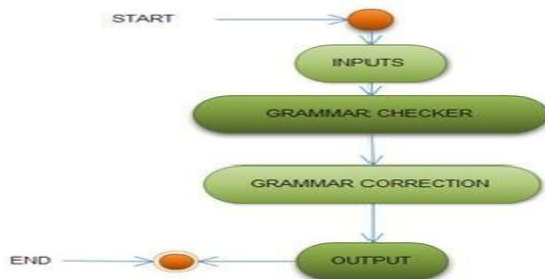 START
INPUTS
GRAMMAR CHECKER
GRAMMAR CORRECTION
END
OUTPUT